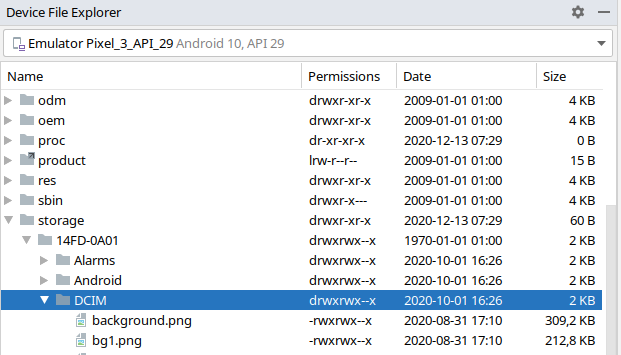 Device File Explorer
Emulator Pixel_3_API_29 Android 10, API 29
Name Permissions Date Size
odm drwxr-xr-x 2009-01-01 01:00 4 KB
oem drwxr-xr-x 2009-01-01 01:00 4 KB
proc dr-xr-xr-x 2020-12-13 07:29 0 B
product lrw-r--r-- 2009-01-01 01:00 15 B
res drwxr-xr-x 2009-01-01 01:00 4 KB
sbin drwxr-x--- 2009-01-01 01:00 4 KB
storage drwxr-xr-x 2020-12-13 07:29 60 B
14FD-0A01 drwxrwx--x 1970-01-01 01:00 2 KB
Alarms drwxrwx--x 2020-10-01 16:26 2 KB
Android drwxrwx--x 2020-10-01 16:26 2 KB
DCIM drwxrwx--x 2020-10-01 16:26 2 KB
background.png -rwxrwx--x 2020-08-31 17:10 309,2 KB
bg1.png -rwxrwx--x 2020-08-31 17:10 212,8 KB